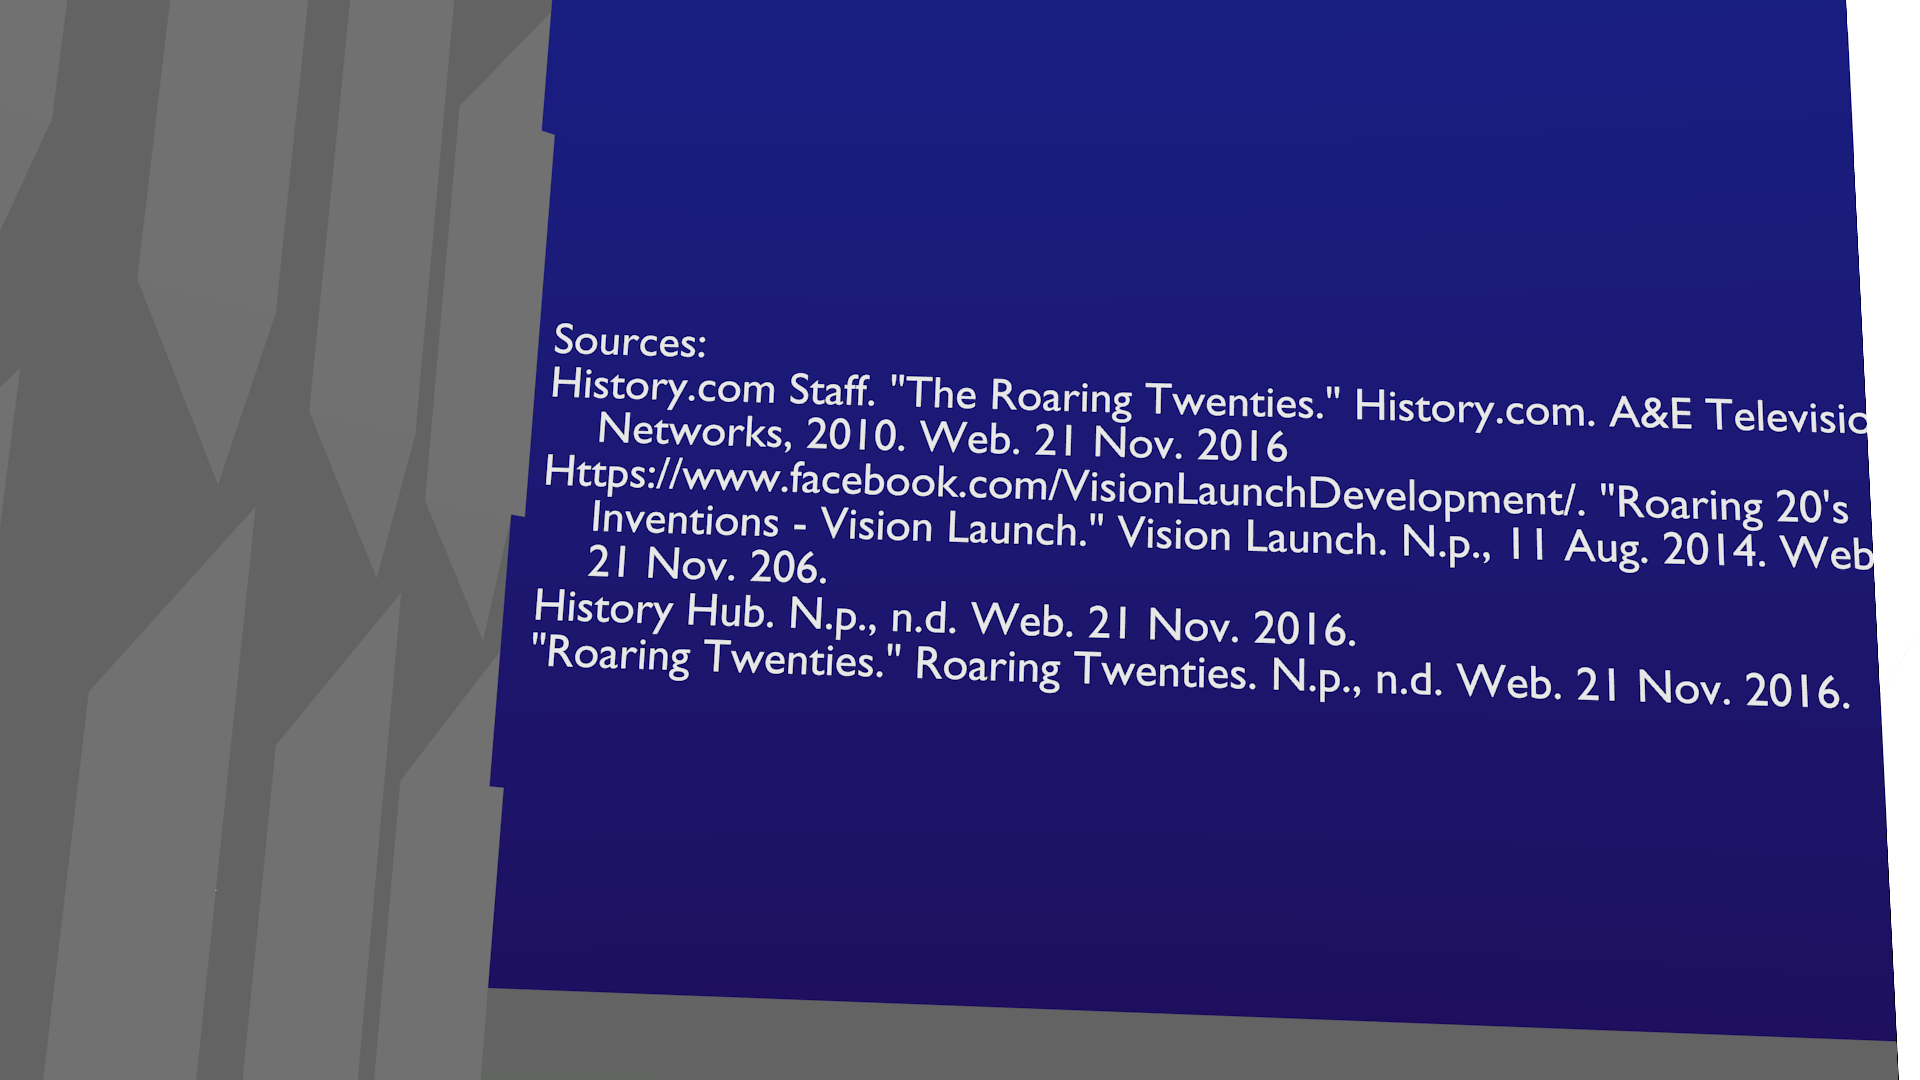 Sources:
History.com Staff. "The Roaring Twenties." History.com. A&E Televisio
Networks, 2010. Web. 21 Nov. 2016
Https://www.facebook.com/VisionLaunchDevelopment/. "Roaring 20's
Inventions - Vision Launch." Vision Launch. N.p., 11 Aug. 2014. Web
21 Nov. 206.
History Hub. N.p., n.d. Web. 21 Nov. 2016.
"Roaring Twenties." Roaring Twenties. N.p., n.d. Web. 21 Nov. 2016.